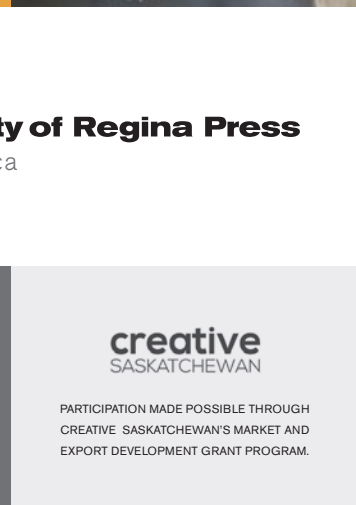 ty of Regina Press
ca
creative
SASKATCHEWAN
PARTICIPATION MADE POSSIBLE THROUGH
CREATIVE SASKATCHEWAN'S MARKET AND
EXPORT DEVELOPMENT GRANT PROGRAM.